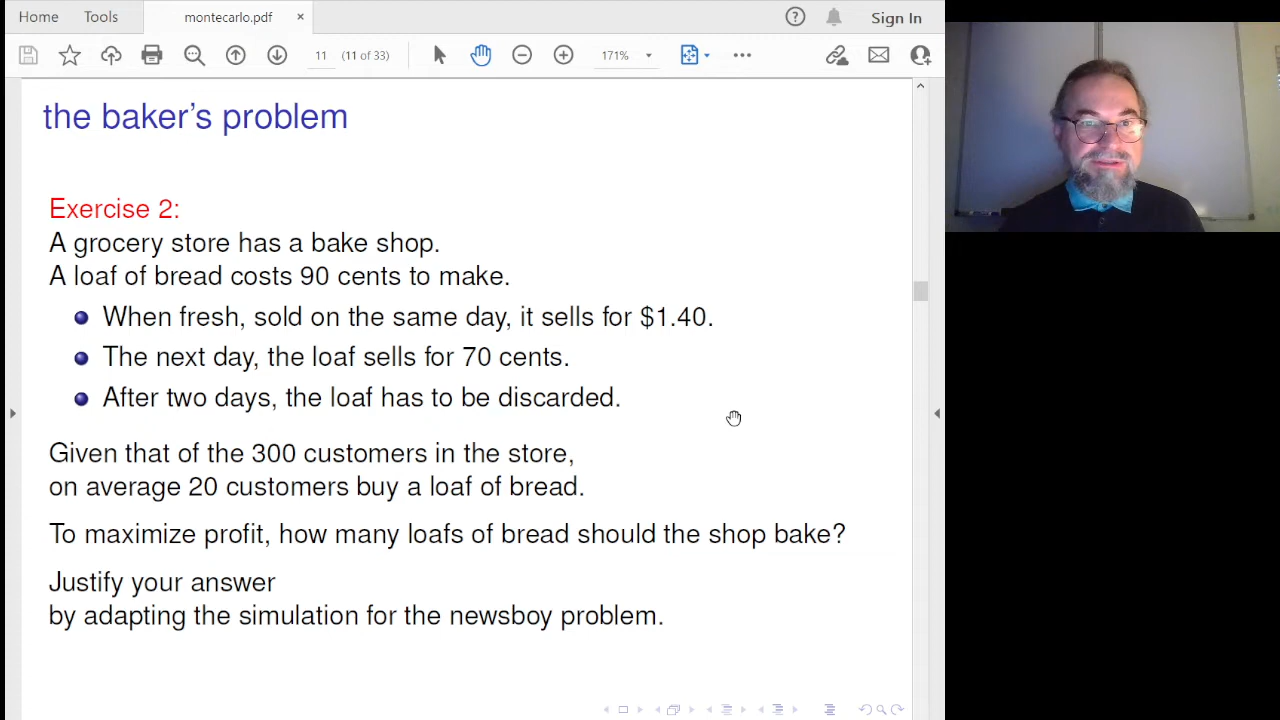 Home Tools montecarlo.pdf × Sign In
11 (11 of 33) 171%
the baker's problem
Exercise 2:
A grocery store has a bake shop.
A loaf of bread costs 90 cents to make.
When fresh, sold on the same day, it sells for $1.40.
The next day, the loaf sells for 70 cents.
After two days, the loaf has to be discarded.
Given that of the 300 customers in the store,
on average 20 customers buy a loaf of bread.
To maximize profit, how many loafs of bread should the shop bake?
Justify your answer
by adapting the simulation for the newsboy problem.